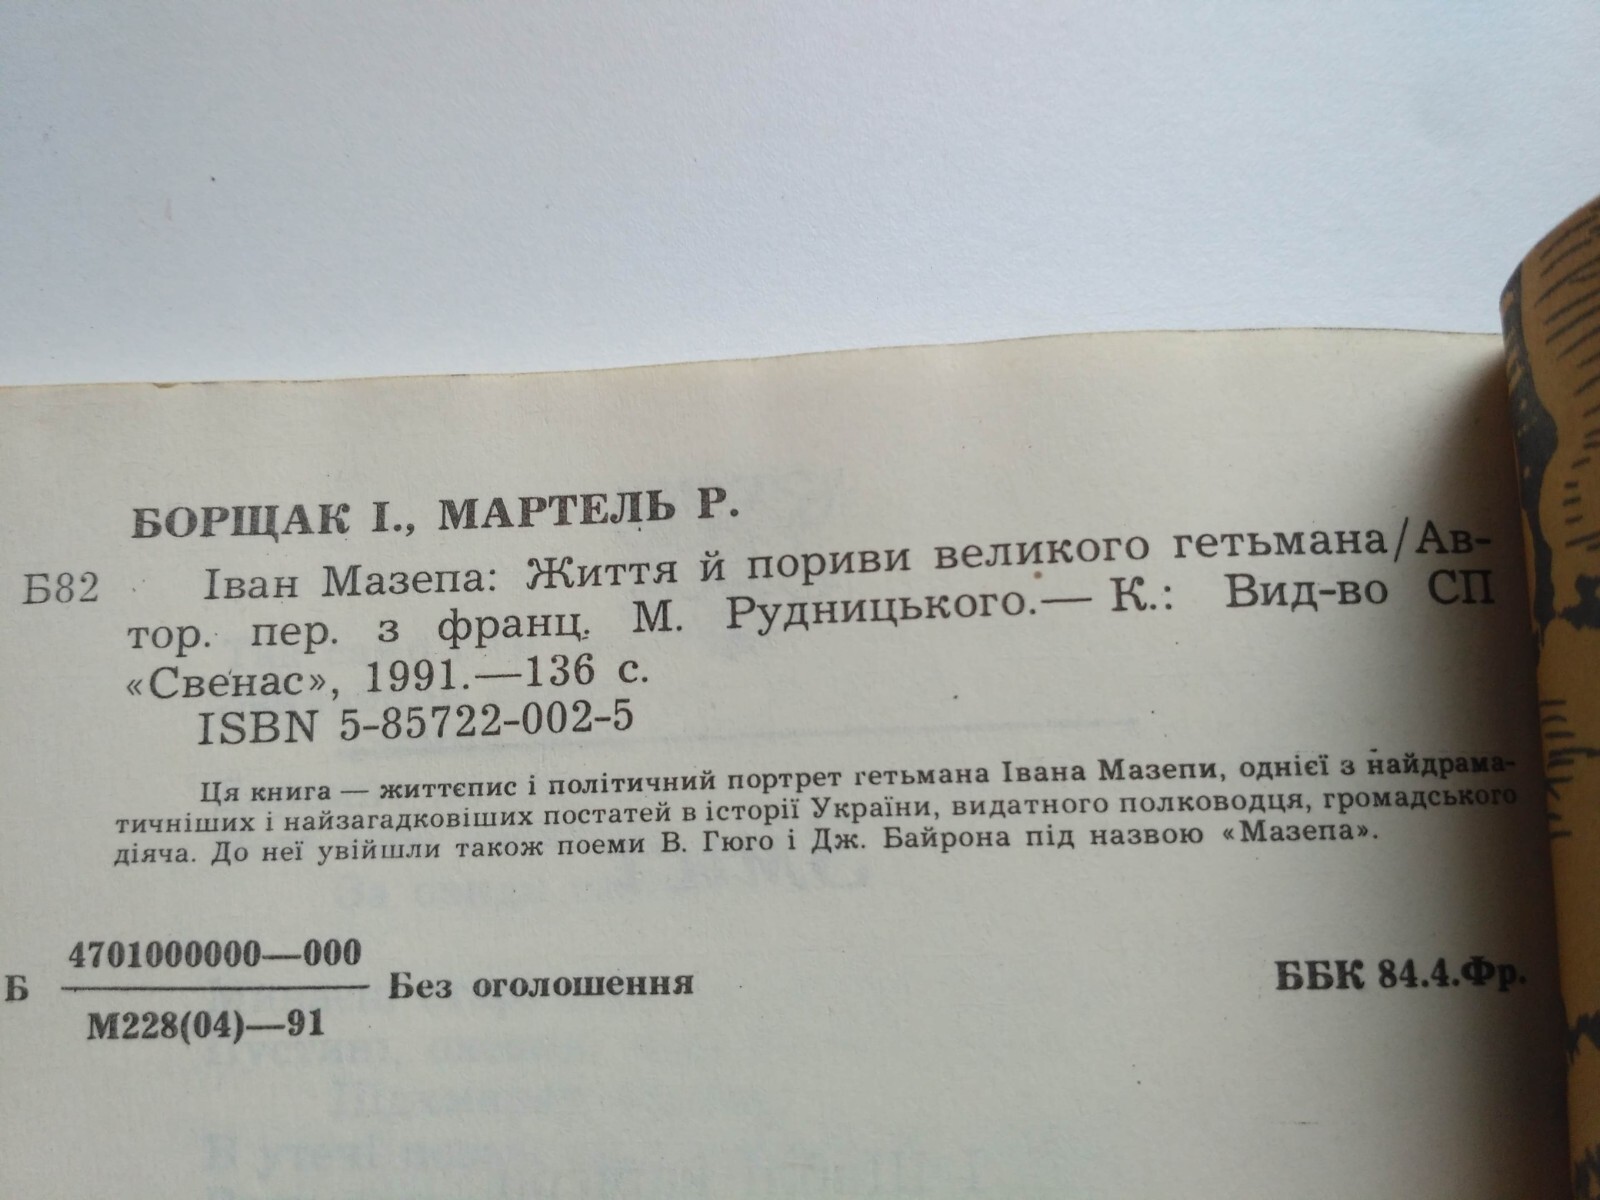 БОРЩАК І., МАРТЕЛЬ Р.
Б82 Іван Мазепа: Життя й пориви великого гетьмана/Ав-
тор. пер. з франц. М. Рудницького.— К.: Вид-во СП
«Свенас», 1991.—136 с.
ISBN 5-85722-002-5
Ця книга — життєпис і політичний портрет гетьмана Івана Мазепи, однієї з найдрама-
тичніших і найзагадковіших постатей в історії України, видатного полководця, громадського
діяча. До неї увійшли також поеми В. Гюго і Дж. Байрона під назвою «Мазепа».
4701000000—000
Б Без оголошення ББК 84.4.Фр.
М228(04)—91